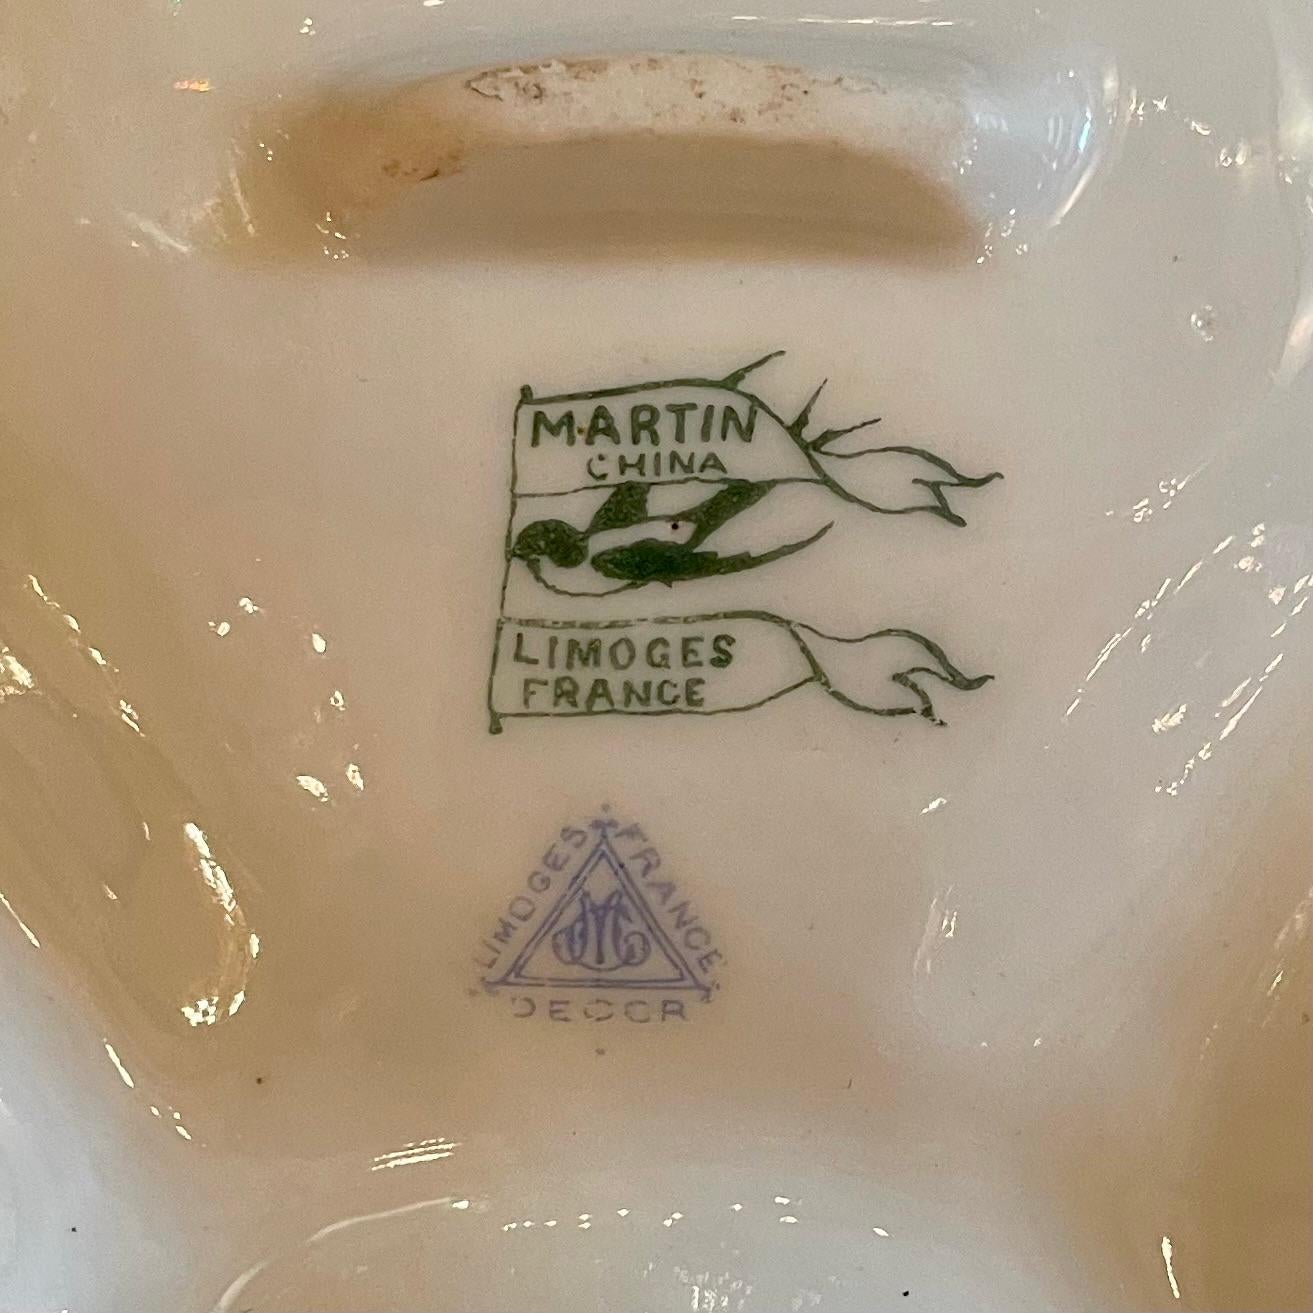 MARTIN
CHINA
LIMOGES
FRANCE
LIMOGES FRANCE
DECOR